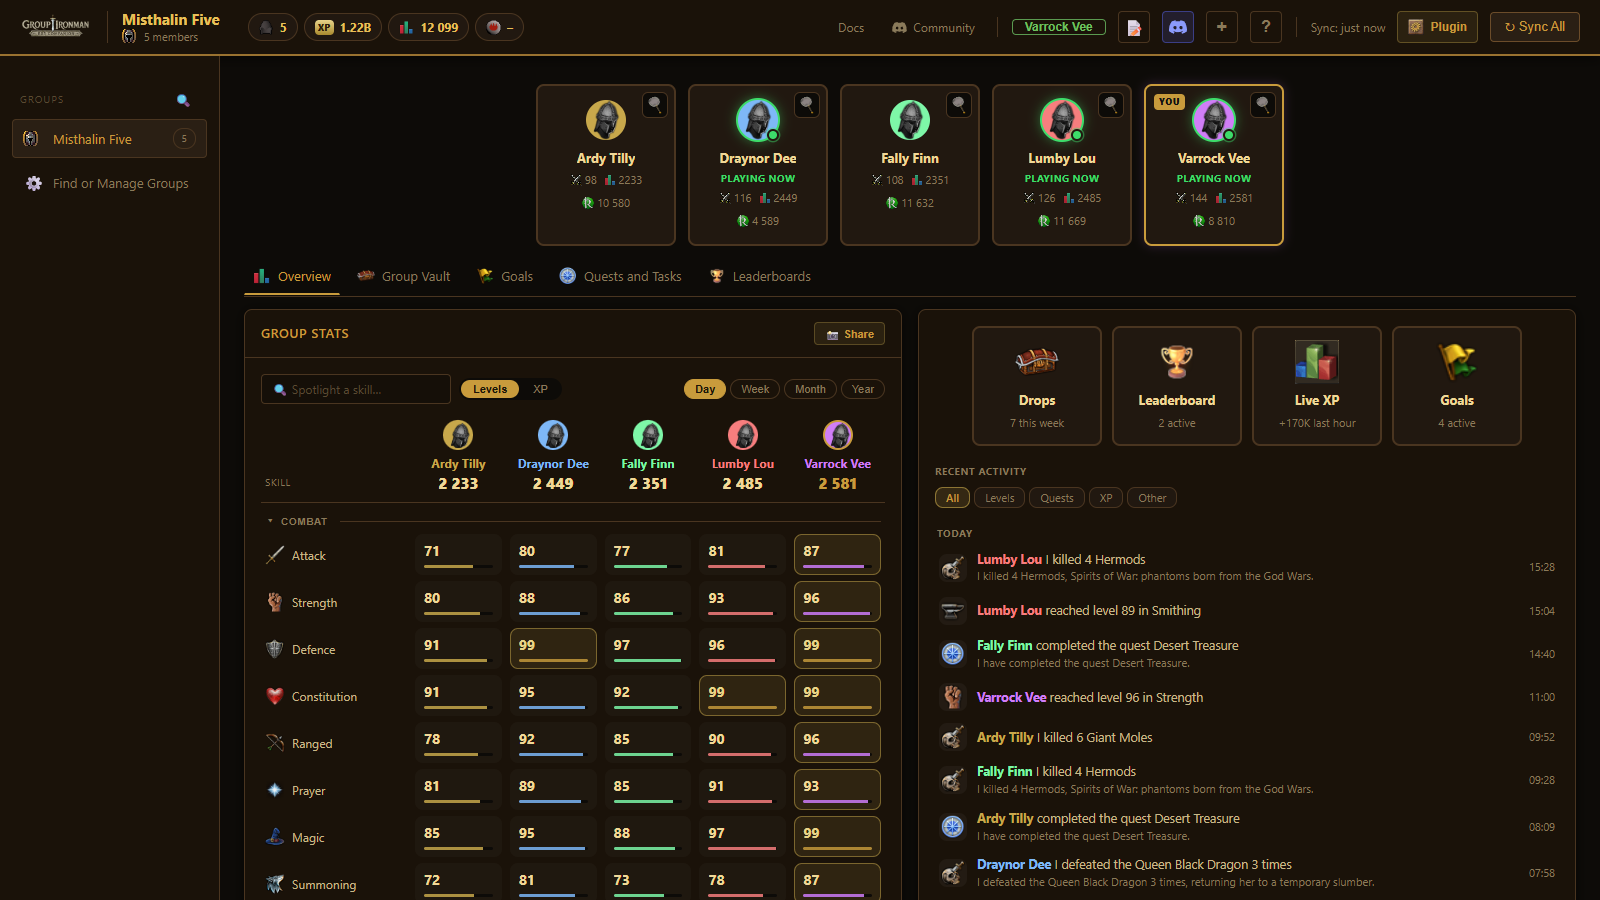 GROUP IRONMAN
Misthalin Five
5 members
5
XP 1.22B
12 099
–
Docs
Community
Varrock Vee
+
?
Sync: just now
Plugin
↻ Sync All
GROUPS
Misthalin Five
5
Find or Manage Groups
Ardy Tilly
98 2233
10 580
Draynor Dee
PLAYING NOW
116 2449
4 589
Fally Finn
108 2351
11 632
Lumby Lou
PLAYING NOW
126 2485
11 669
YOU
Varrock Vee
PLAYING NOW
144 2581
8 810
Overview
Group Vault
Goals
Quests and Tasks
Leaderboards
GROUP STATS
Share
Spotlight a skill...
Levels XP
Day Week Month Year
SKILL
Ardy Tilly
2 233
Draynor Dee
2 449
Fally Finn
2 351
Lumby Lou
2 485
Varrock Vee
2 581
COMBAT
Attack 71 80 77 81 87
Strength 80 88 86 93 96
Defence 91 99 97 96 99
Constitution 91 95 92 99 99
Ranged 78 92 85 90 96
Prayer 81 89 85 91 93
Magic 85 95 88 97 99
Summoning 72 81 73 78 87
Drops
7 this week
Leaderboard
2 active
Live XP
+170K last hour
Goals
4 active
RECENT ACTIVITY
All Levels Quests XP Other
TODAY
Lumby Lou I killed 4 Hermods
I killed 4 Hermods, Spirits of War: phantoms born from the God Wars.
15:28
Lumby Lou reached level 89 in Smithing
15:04
Fally Finn completed the quest Desert Treasure
I have completed the quest Desert Treasure.
14:40
Varrock Vee reached level 96 in Strength
11:00
Ardy Tilly I killed 6 Giant Moles
09:52
Fally Finn I killed 4 Hermods
I killed 4 Hermods, Spirits of War: phantoms born from the God Wars.
09:28
Ardy Tilly completed the quest Desert Treasure
I have completed the quest Desert Treasure.
08:09
Draynor Dee I defeated the Queen Black Dragon 3 times
I defeated the Queen Black Dragon 3 times, returning her to a temporary slumber.
07:58